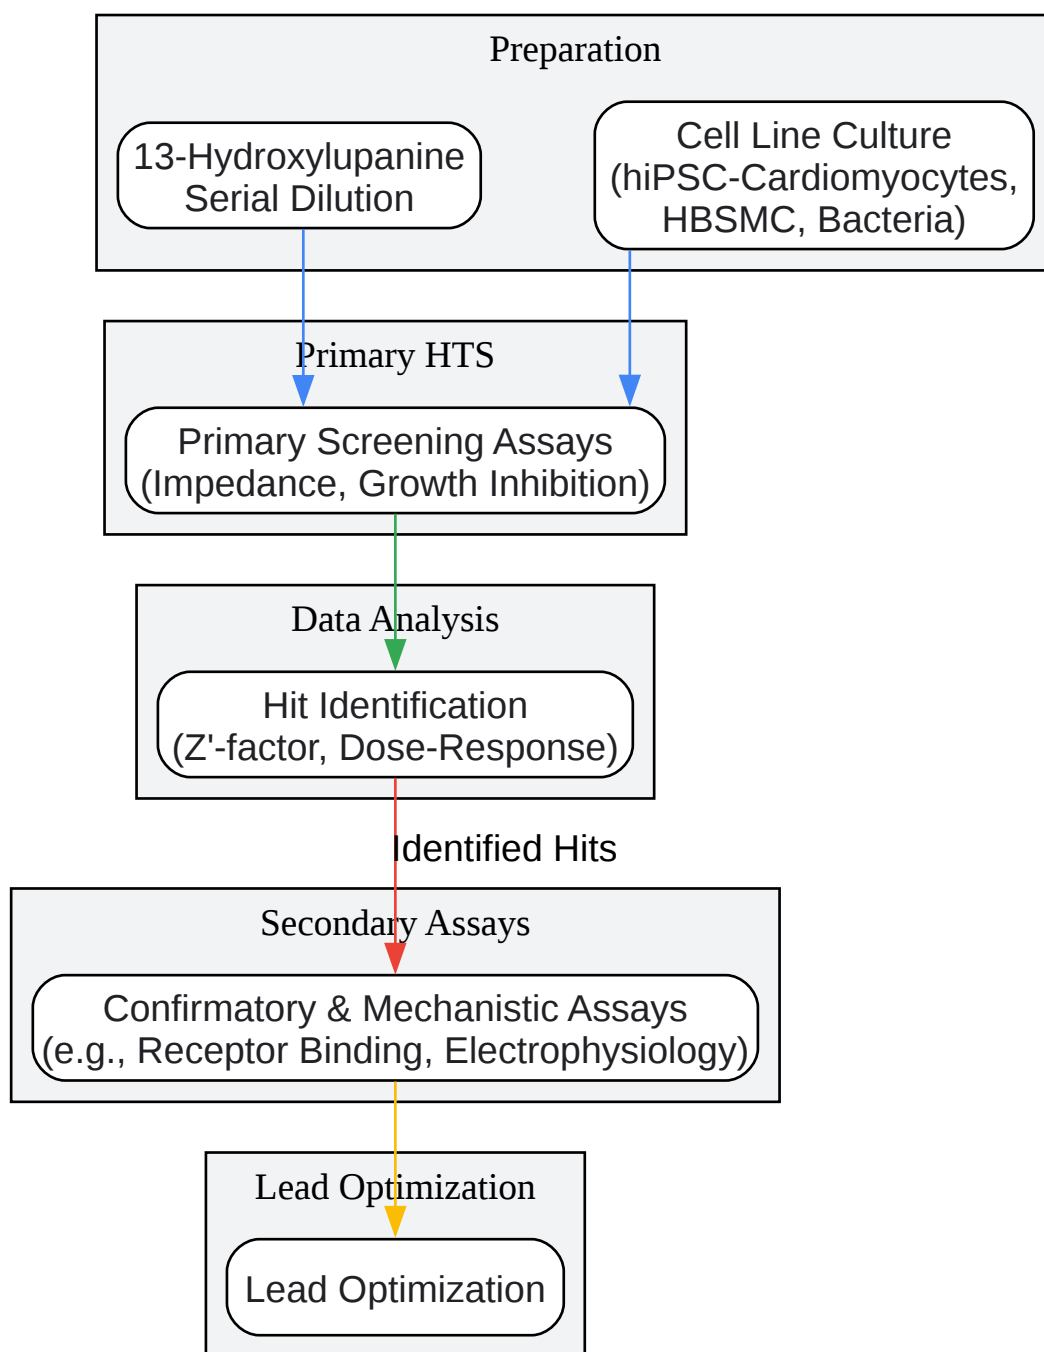 Preparation
13-Hydroxylupanine
Serial Dilution
Cell Line Culture
(hiPSC-Cardiomyocytes,
HBSMC, Bacteria)
Primary HTS
Primary Screening Assays
(Impedance, Growth Inhibition)
Data Analysis
Hit Identification
(Z'-factor, Dose-Response)
Identified Hits
Secondary Assays
Confirmatory & Mechanistic Assays
(e.g., Receptor Binding, Electrophysiology)
Lead Optimization
Lead Optimization